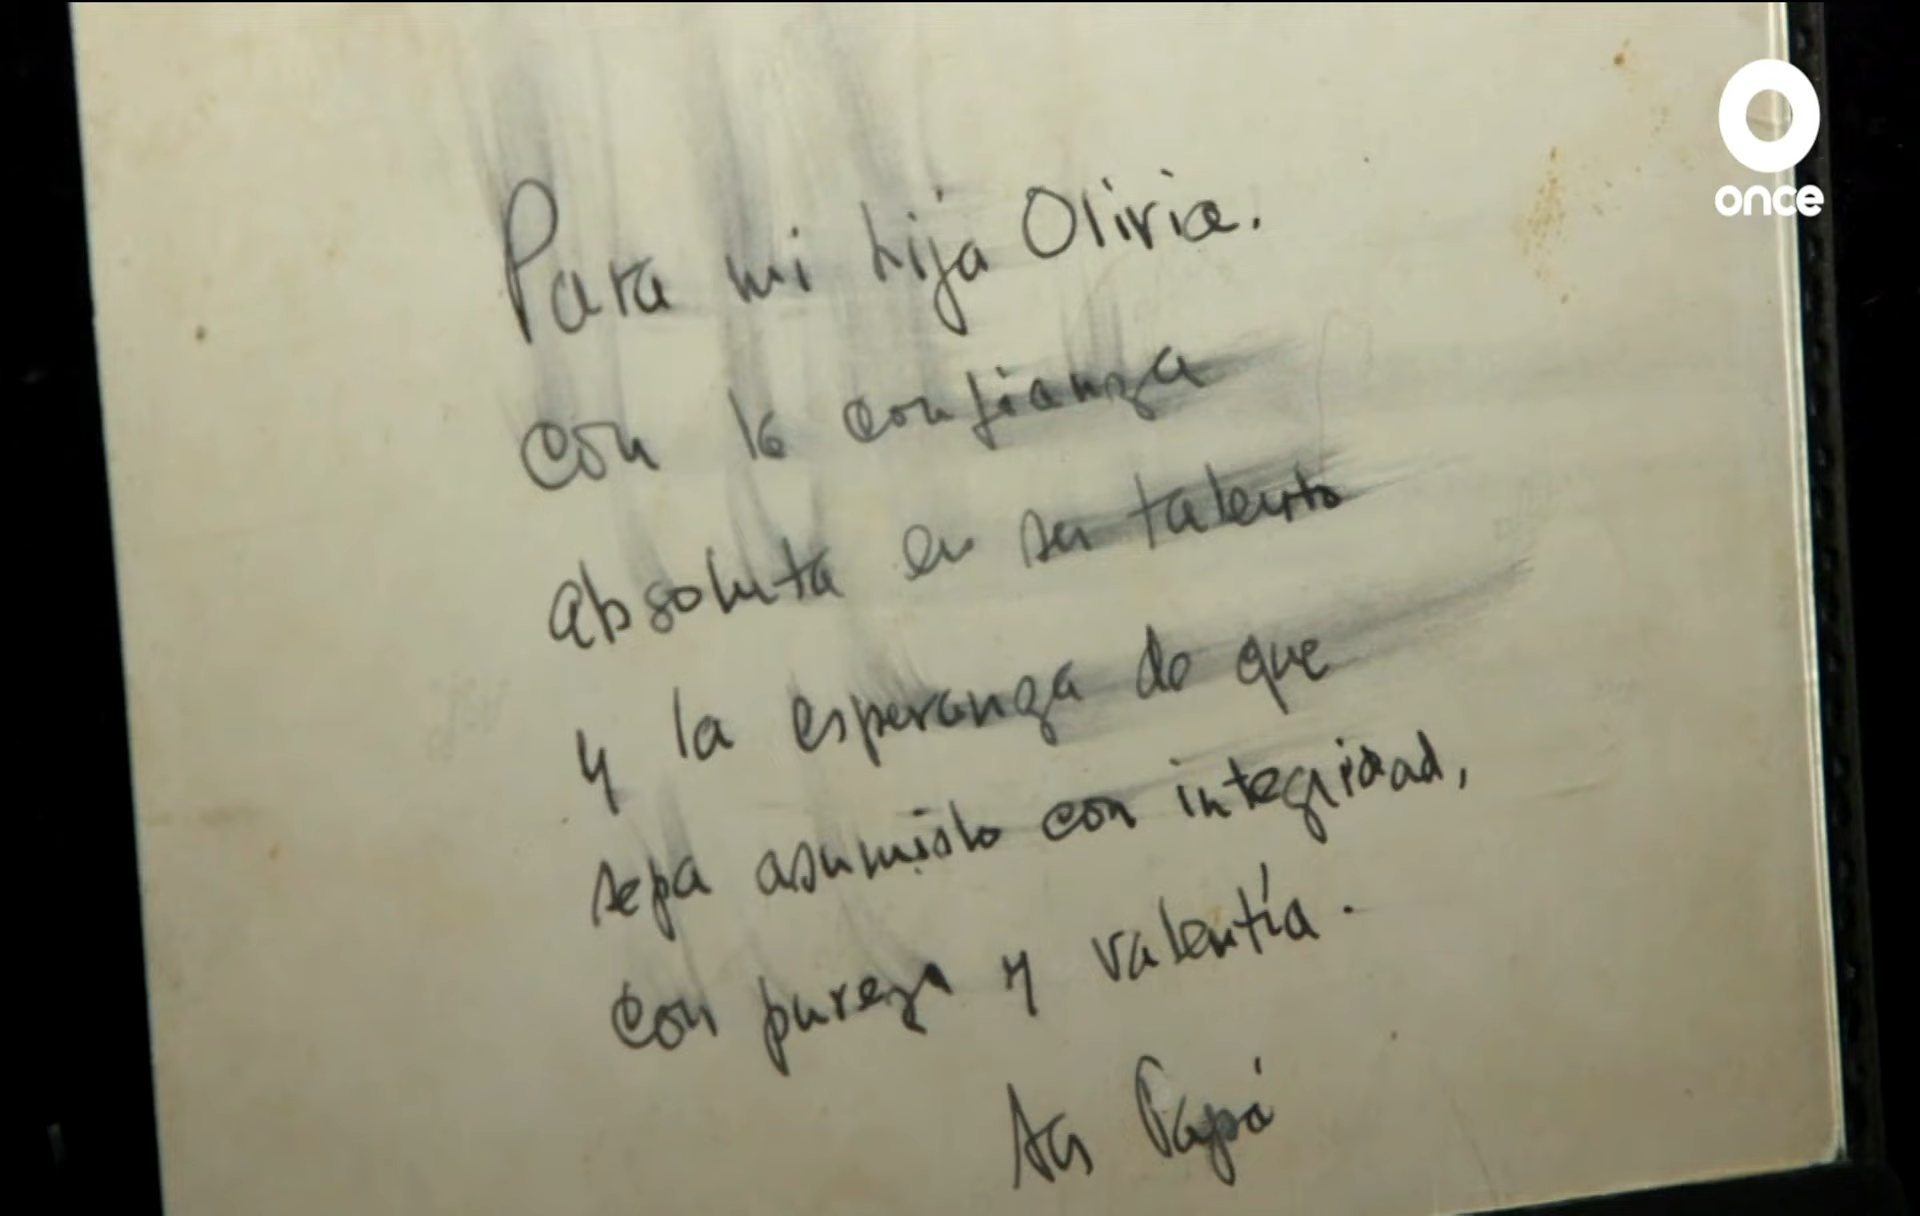 once
Para mi hija Olivia.
con la confianza
absoluta en su talento
y la esperanza de que
sepa asumirlo con integridad,
con pureza y valentía.
Su Papá